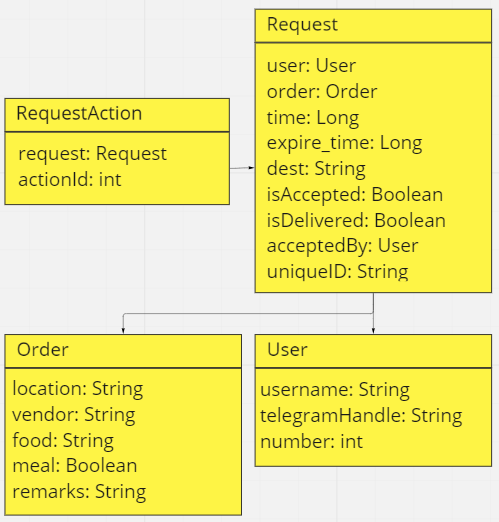 Request
user: User
order: Order
time: Long
expire_time: Long
dest: String
isAccepted: Boolean
isDelivered: Boolean
acceptedBy: User
uniqueID: String
RequestAction
request: Request
actionId: int
Order
location: String
vendor: String
food: String
meal: Boolean
remarks: String
User
username: String
telegramHandle: String
number: int